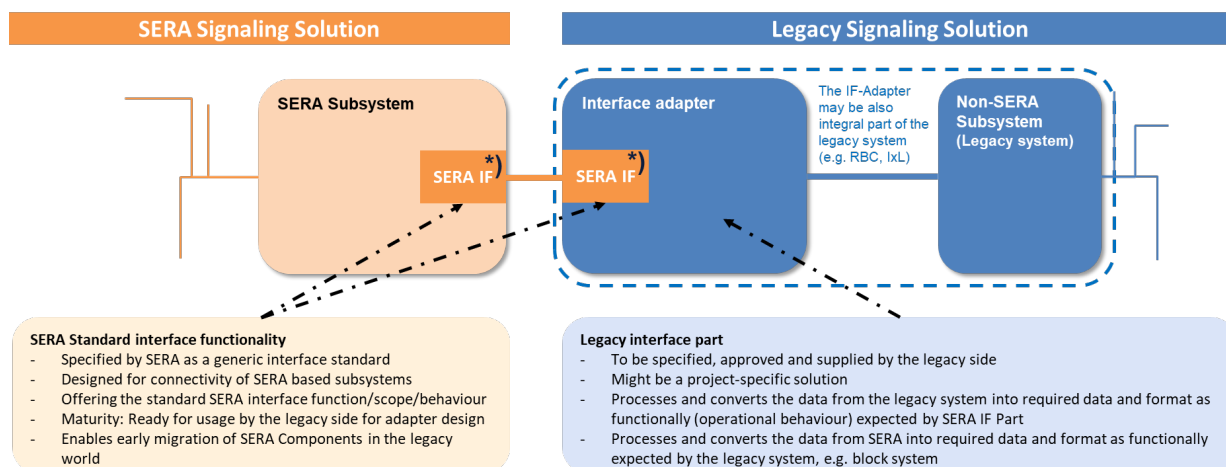 SERA Signaling Solution
Legacy Signaling Solution
SERA Subsystem
SERA IF *)
Interface adapter
SERA IF *)
The IF-Adapter
may be also
integral part of the
legacy system
(e.g. RBC, IxL)
Non-SERA
Subsystem
(Legacy system)
SERA Standard interface functionality
- Specified by SERA as a generic interface standard
- Designed for connectivity of SERA based subsystems
- Offering the standard SERA interface function/scope/behaviour
- Maturity: Ready for usage by the legacy side for adapter design
- Enables early migration of SERA Components in the legacy
world
Legacy interface part
- To be specified, approved and supplied by the legacy side
- Might be a project-specific solution
- Processes and converts the data from the legacy system into required data and format as
functionally (operational behaviour) expected by SERA IF Part
- Processes and converts the data from SERA into required data and format as functionally
expected by the legacy system, e.g. block system